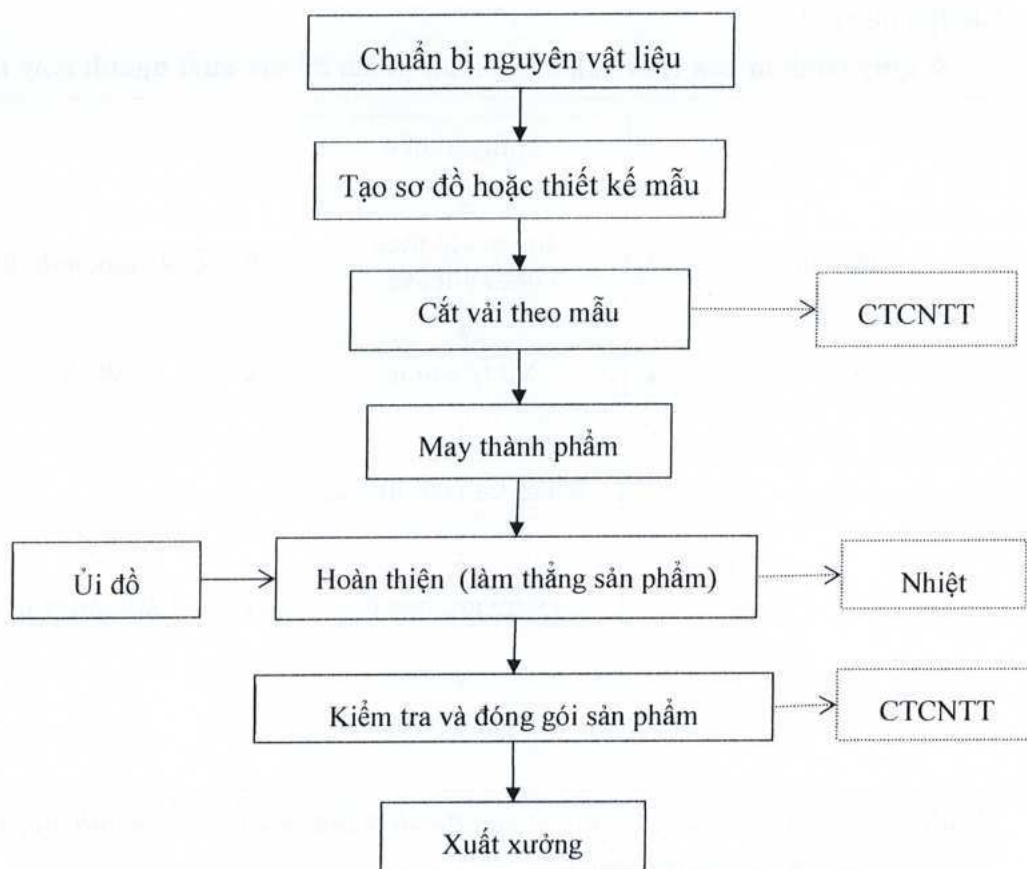 Chuẩn bị nguyên vật liệu
Tạo sơ đồ hoặc thiết kế mẫu
Cắt vải theo mẫu
CTCNTT
May thành phẩm
Ủi đồ
Hoàn thiện (làm thẳng sản phẩm)
Nhiệt
Kiểm tra và đóng gói sản phẩm
CTCNTT
Xuất xưởng